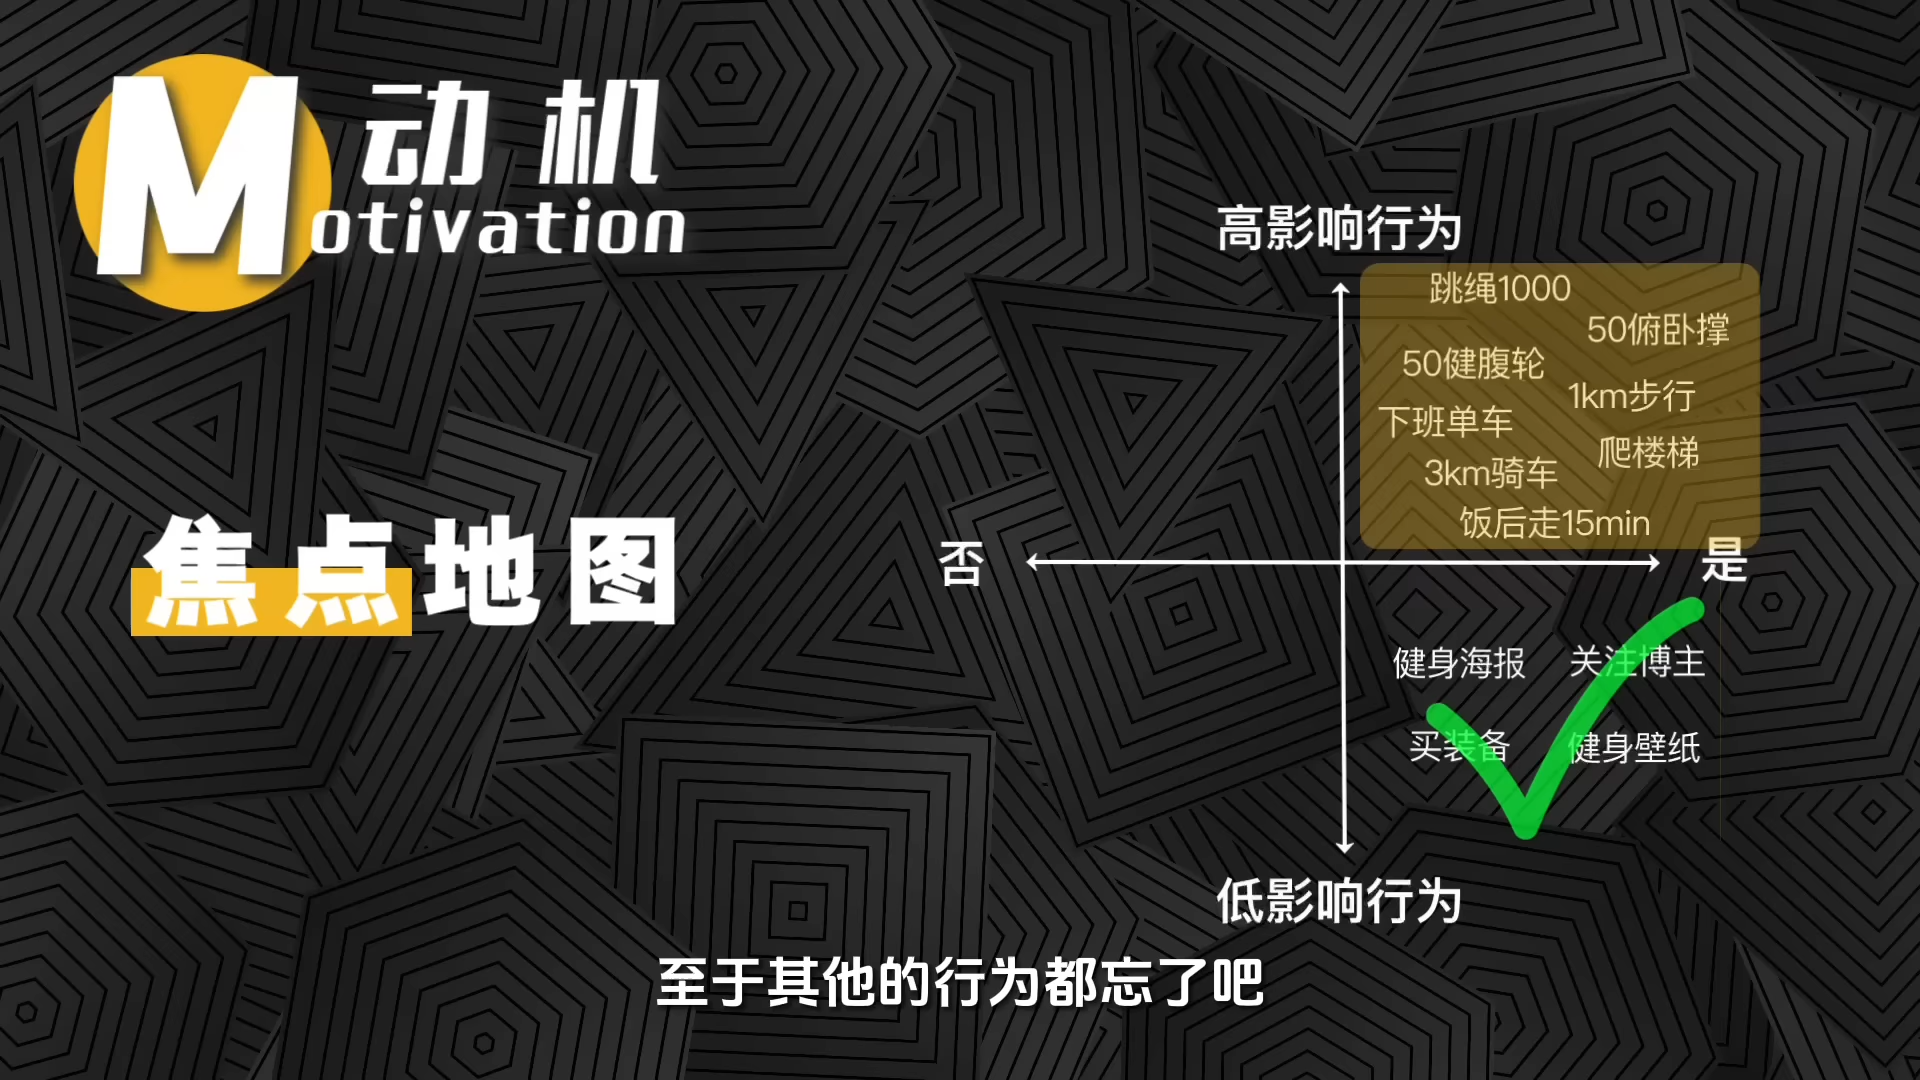 动机
Motivation
焦点地图
高影响行为
跳绳1000
50俯卧撑
50健腹轮
1km步行
下班单车
爬楼梯
3km骑车
饭后走15min
否
是
健身海报
关注博主
买装备
健身壁纸
低影响行为
至于其他的行为都忘了吧